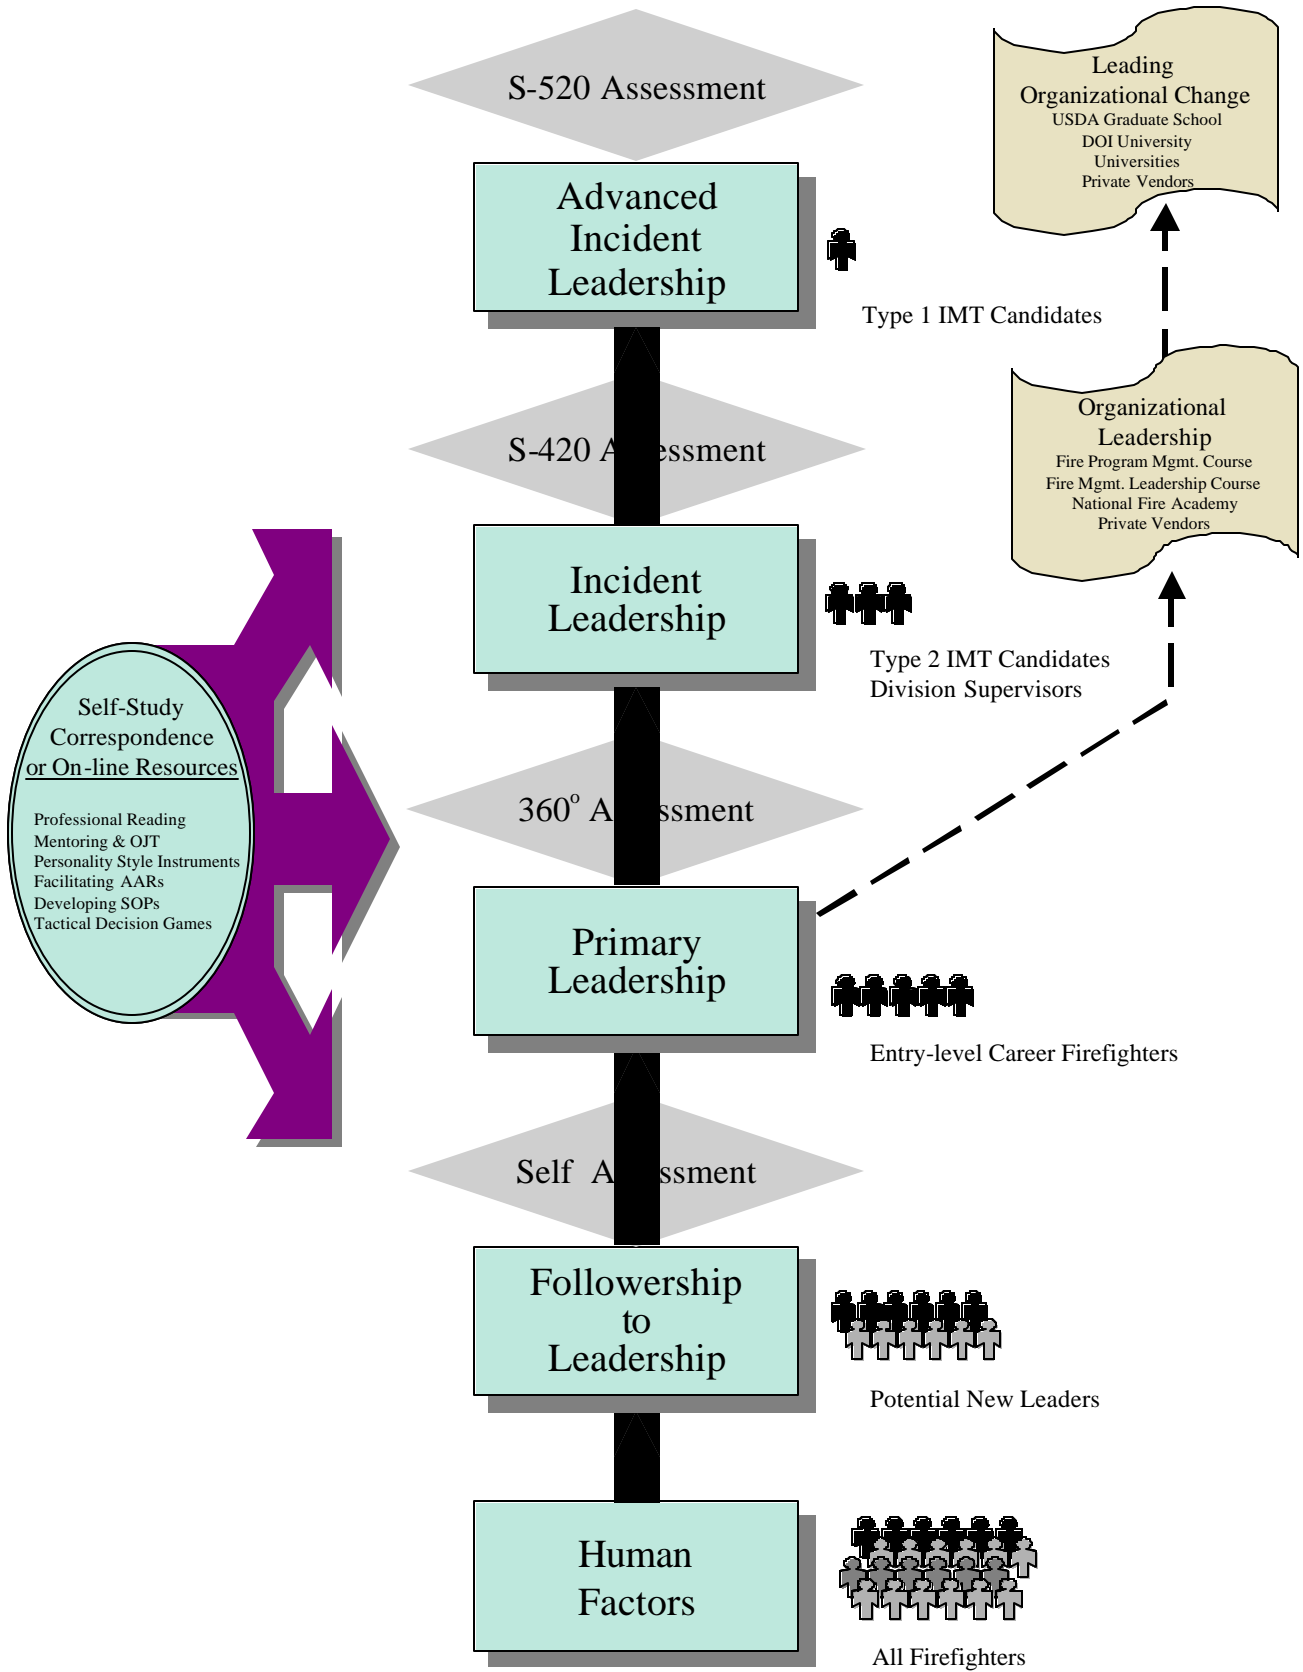 S-520 Assessment
Leading
Organizational Change
USDA Graduate School
DOI University
Universities
Private Vendors
Advanced
Incident
Leadership
Type 1 IMT Candidates
Organizational
Leadership
Fire Program Mgmt. Course
Fire Mgmt. Leadership Course
National Fire Academy
Private Vendors
S-420 A essment
Incident
Leadership
Type 2 IMT Candidates
Division Supervisors
Self-Study
Correspondence
or On-line Resources
Professional Reading
Mentoring & OJT
Personality Style Instruments
Facilitating AARs
Developing SOPs
Tactical Decision Games
360° A ssment
Primary
Leadership
Entry-level Career Firefighters
Self A ssment
Followership
to
Leadership
Potential New Leaders
Human
Factors
All Firefighters